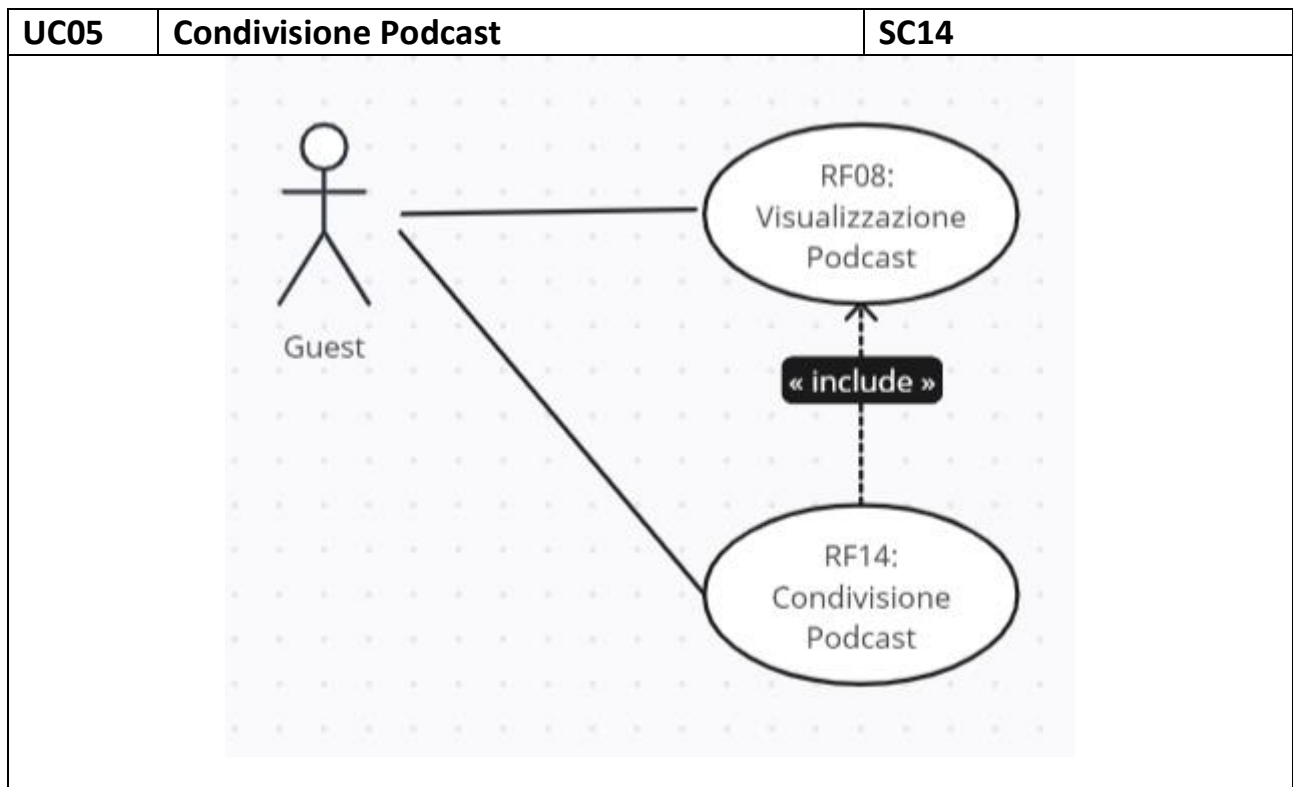 UC05 Condivisione Podcast SC14
RF08:
Visualizzazione
Podcast
Guest
« include »
RF14:
Condivisione
Podcast